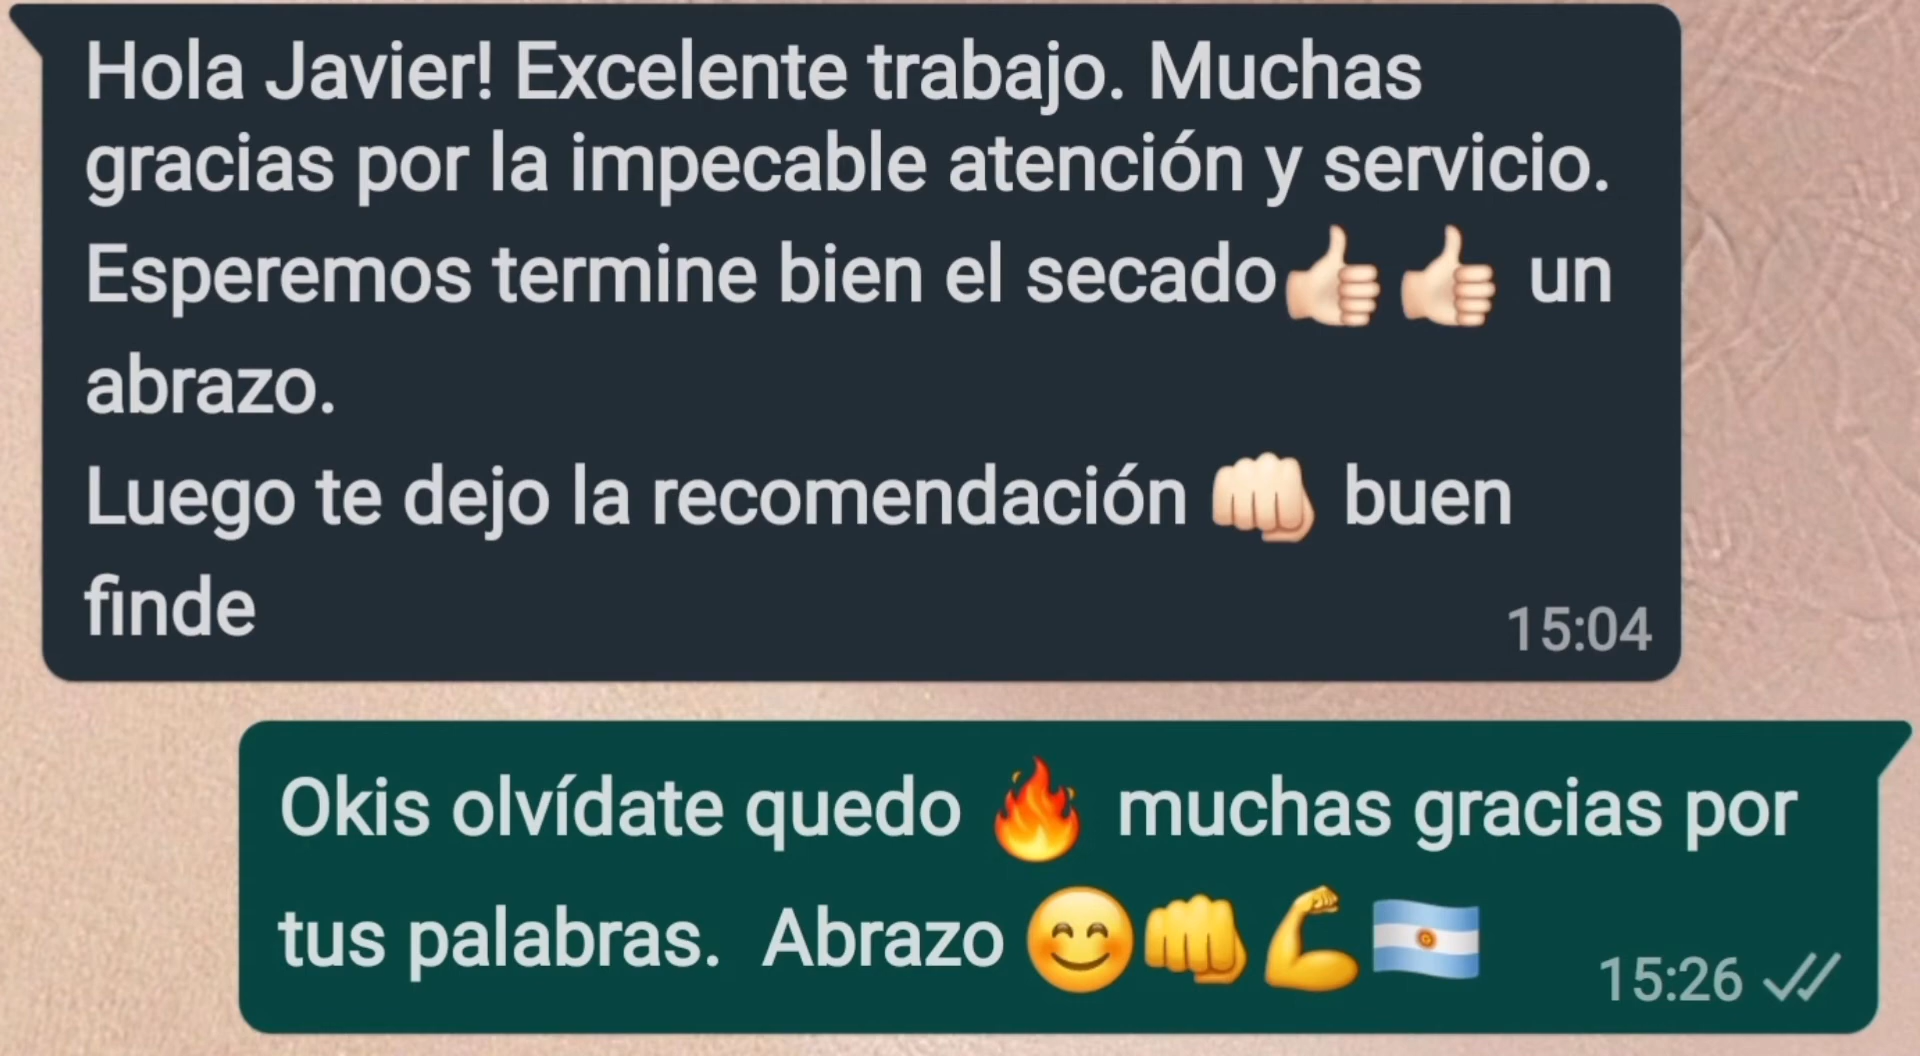 Hola Javier! Excelente trabajo. Muchas
gracias por la impecable atención y servicio.
Esperemos termine bien el secado👍🏻👍🏻 un
abrazo.
Luego te dejo la recomendación 👊🏻 buen
finde
15:04
Okis olvídate quedo 🔥 muchas gracias por
tus palabras.  Abrazo 😊👊💪🇦🇷
15:26